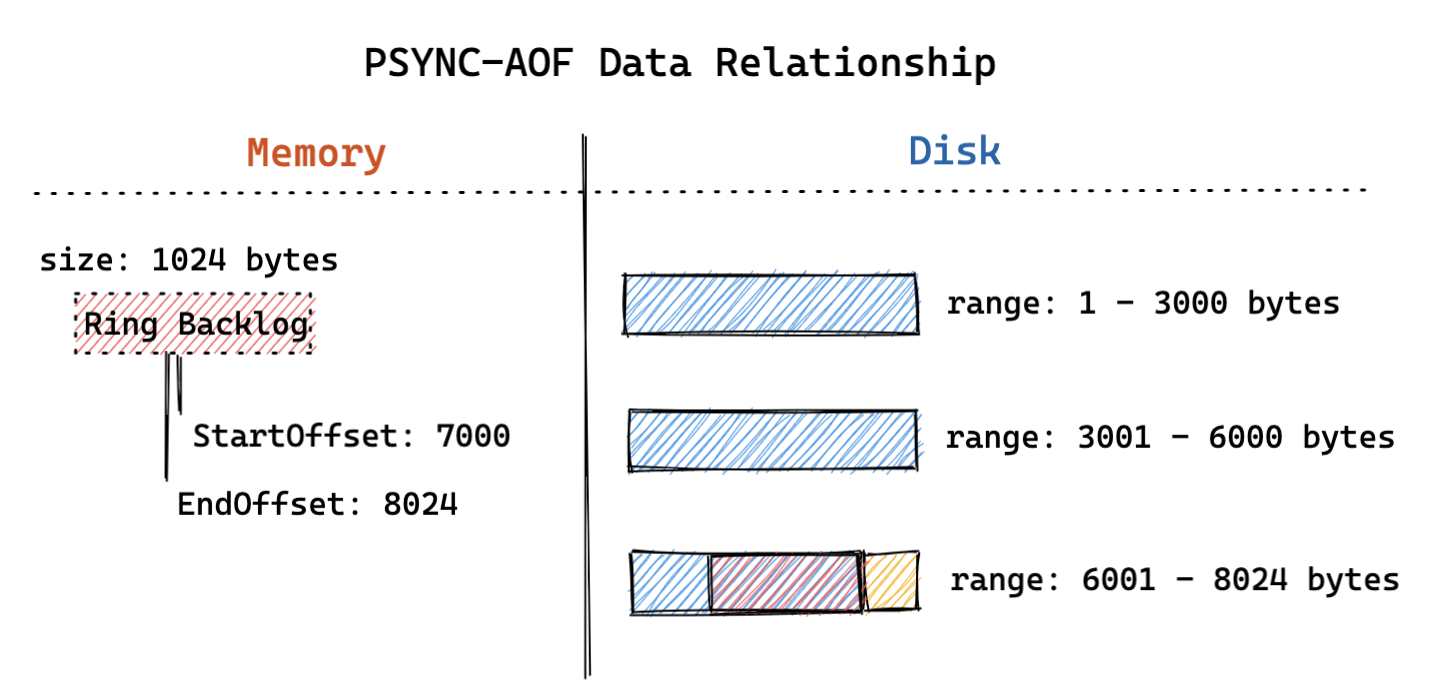 PSYNC-AOF Data Relationship
Memory
Disk
size: 1024 bytes
Ring Backlog
StartOffset: 7000
EndOffset: 8024
range: 1 - 3000 bytes
range: 3001 - 6000 bytes
range: 6001 - 8024 bytes